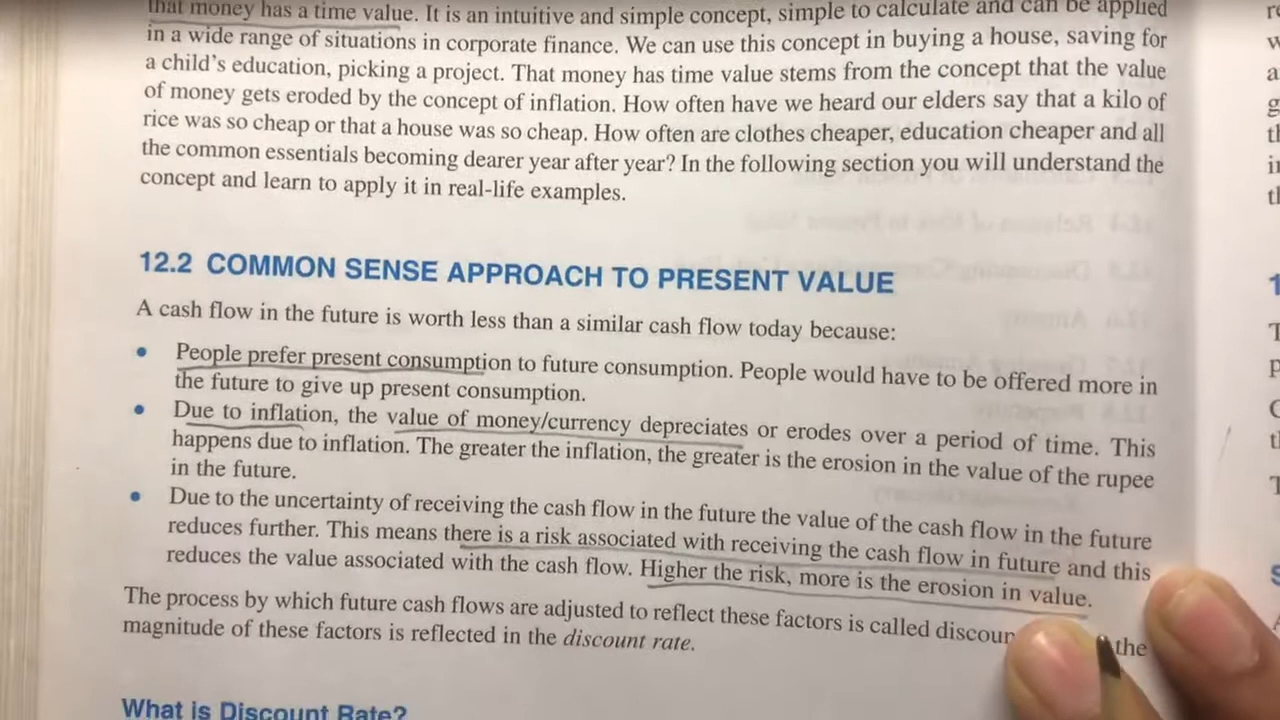 that money has a time value. It is an intuitive and simple concept, simple to calculate and can be applied
in a wide range of situations in corporate finance. We can use this concept in buying a house, saving for
a child's education, picking a project. That money has time value stems from the concept that the value
of money gets eroded by the concept of inflation. How often have we heard our elders say that a kilo of
rice was so cheap or that a house was so cheap. How often are clothes cheaper, education cheaper and all
the common essentials becoming dearer year after year? In the following section you will understand the
concept and learn to apply it in real-life examples.
12.2 COMMON SENSE APPROACH TO PRESENT VALUE
A cash flow in the future is worth less than a similar cash flow today because:
• People prefer present consumption to future consumption. People would have to be offered more in
the future to give up present consumption.
• Due to inflation, the value of money/currency depreciates or erodes over a period of time. This
happens due to inflation. The greater the inflation, the greater is the erosion in the value of the rupee
in the future.
• Due to the uncertainty of receiving the cash flow in the future the value of the cash flow in the future
reduces further. This means there is a risk associated with receiving the cash flow in future and this
reduces the value associated with the cash flow. Higher the risk, more is the erosion in value.
The process by which future cash flows are adjusted to reflect these factors is called discour the
magnitude of these factors is reflected in the discount rate.
What is Discount Rate?